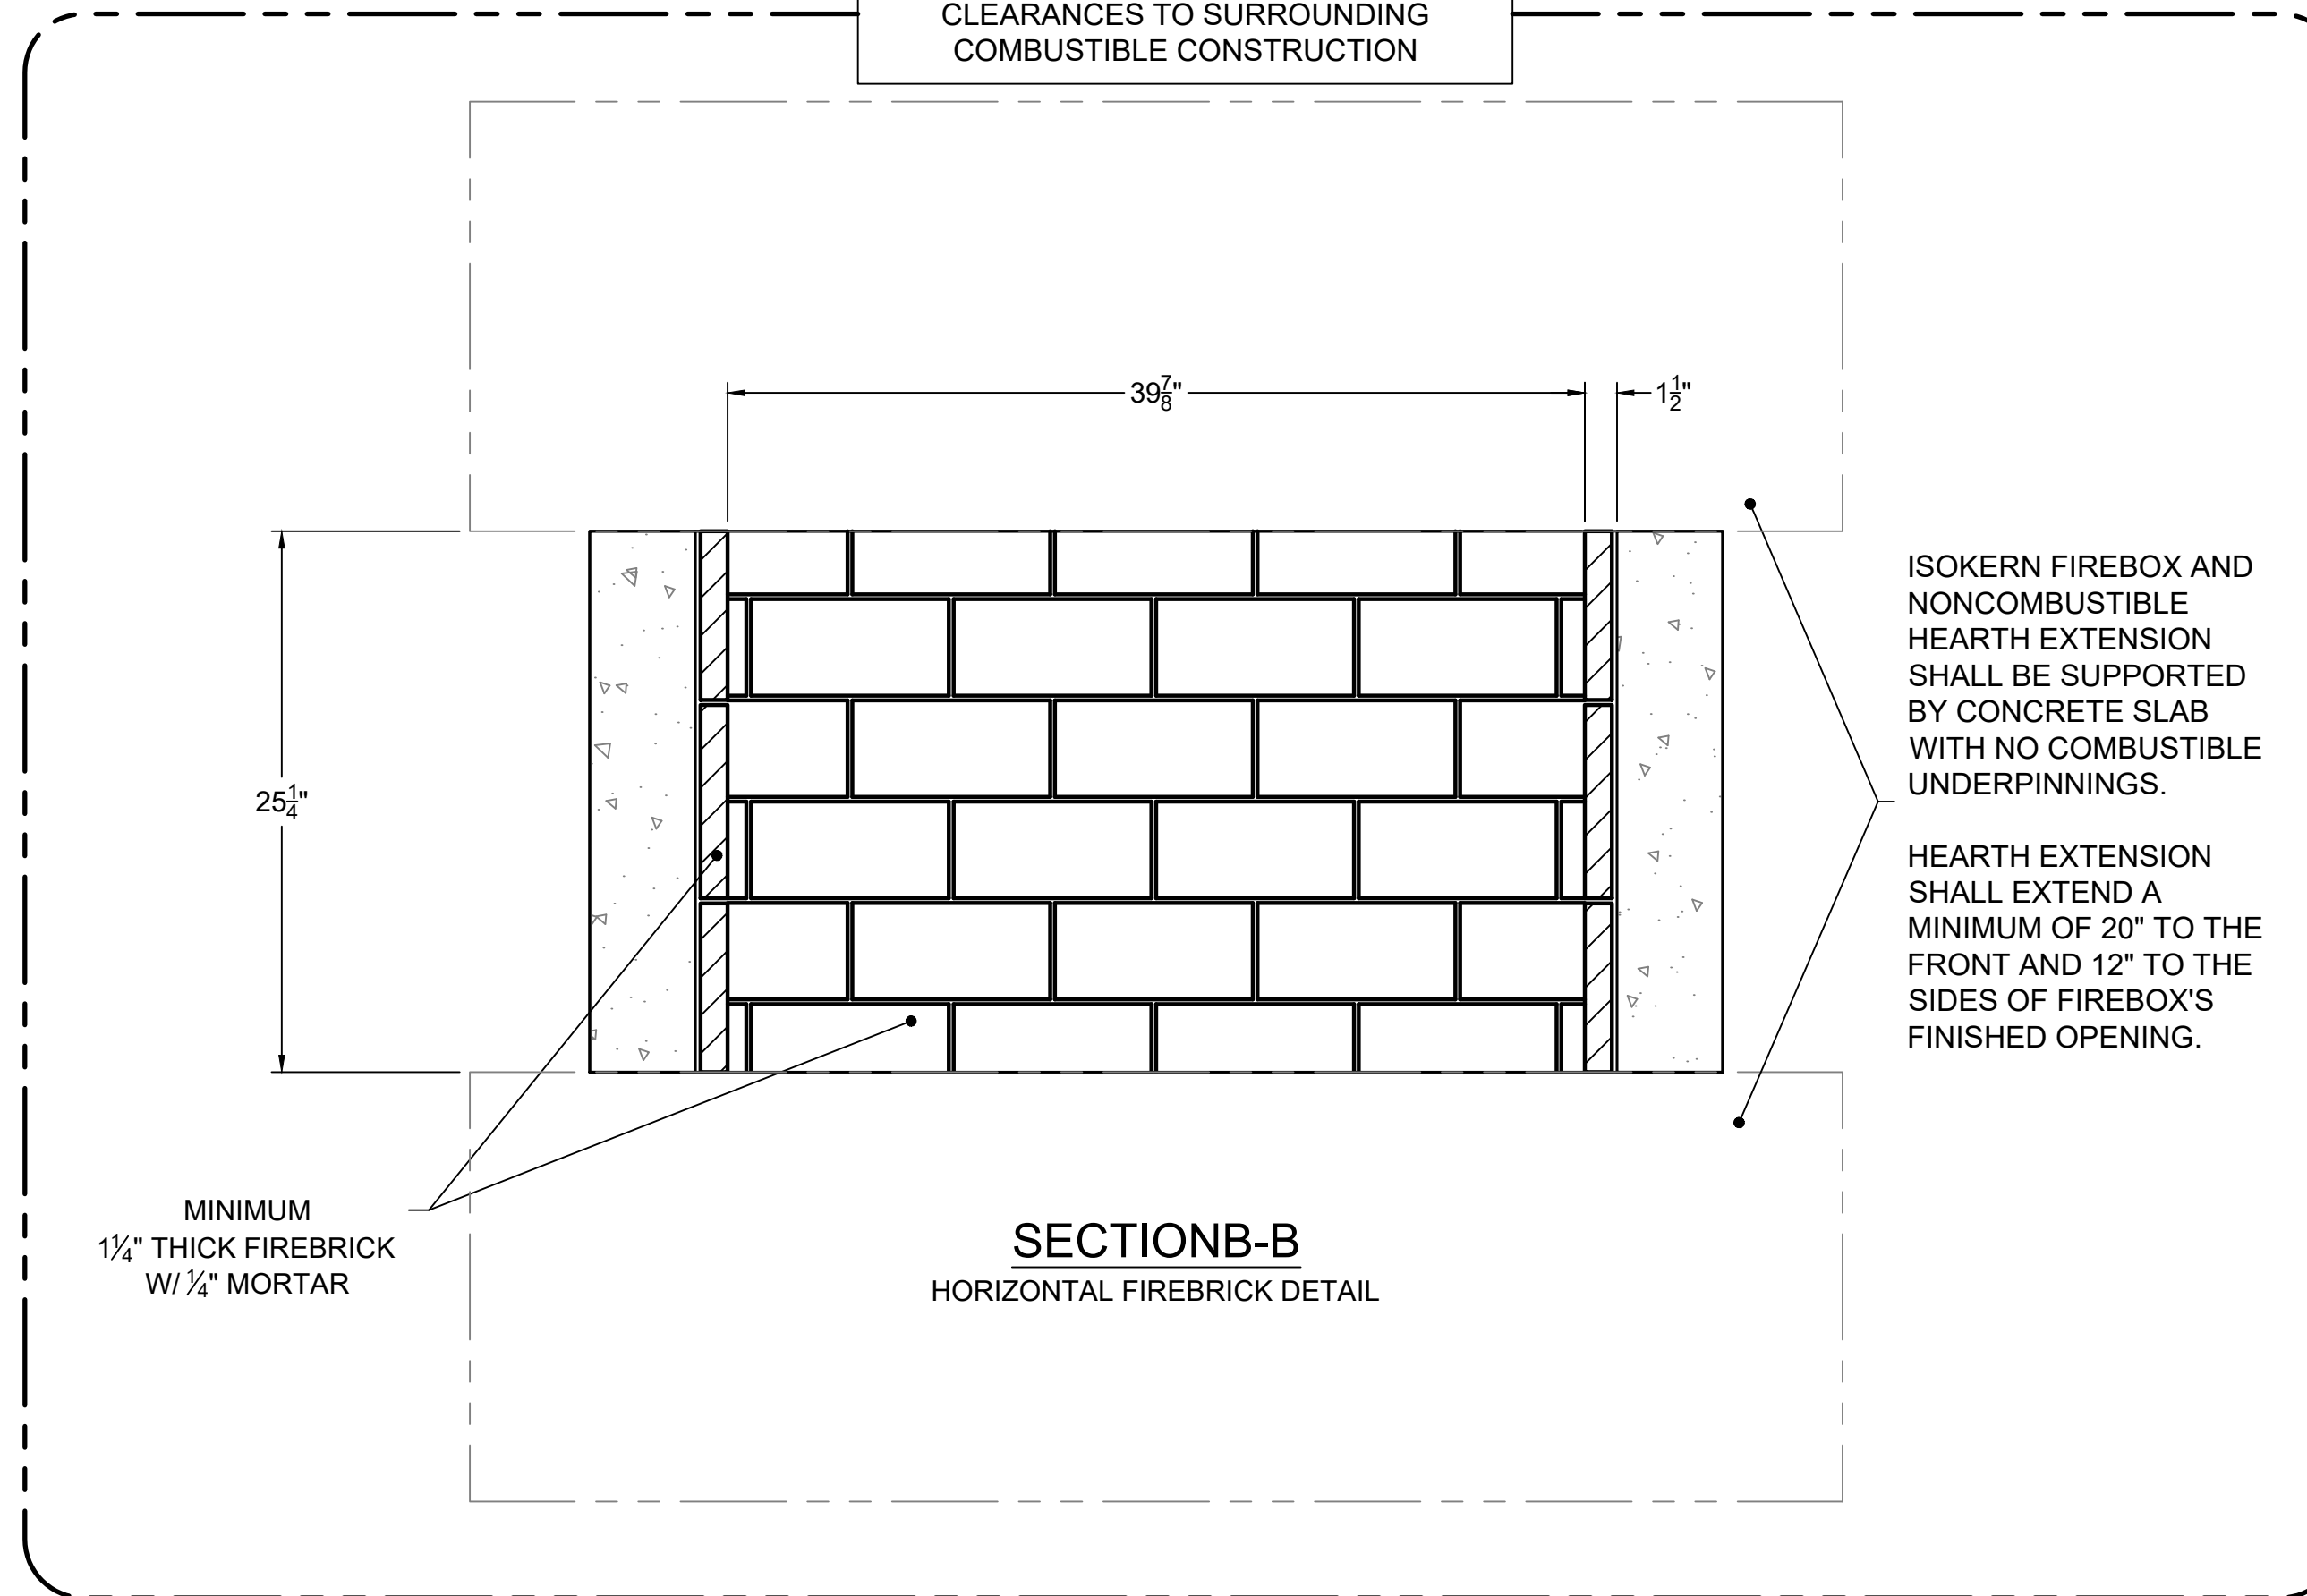 CLEARANCES TO SURROUNDING
COMBUSTIBLE CONSTRUCTION
39⅞"
1½"
25¼"
ISOKERN FIREBOX AND
NONCOMBUSTIBLE
HEARTH EXTENSION
SHALL BE SUPPORTED
BY CONCRETE SLAB
WITH NO COMBUSTIBLE
UNDERPINNINGS.
HEARTH EXTENSION
SHALL EXTEND A
MINIMUM OF 20" TO THE
FRONT AND 12" TO THE
SIDES OF FIREBOX'S
FINISHED OPENING.
MINIMUM
1¼" THICK FIREBRICK
W/ ¼" MORTAR
SECTIONB-B
HORIZONTAL FIREBRICK DETAIL